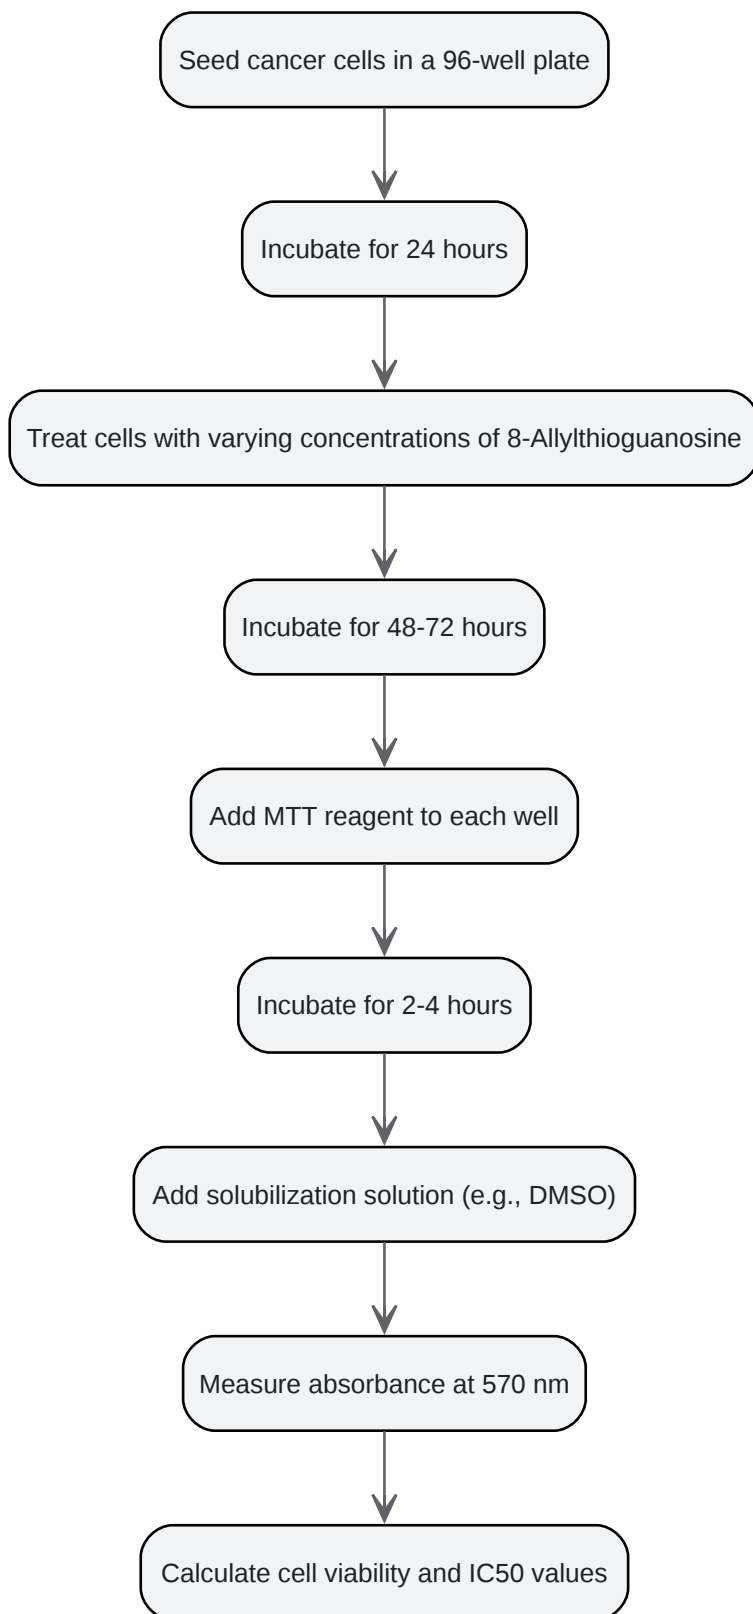 Seed cancer cells in a 96-well plate
Incubate for 24 hours
Treat cells with varying concentrations of 8-Allylthioguanosine
Incubate for 48-72 hours
Add MTT reagent to each well
Incubate for 2-4 hours
Add solubilization solution (e.g., DMSO)
Measure absorbance at 570 nm
Calculate cell viability and IC50 values